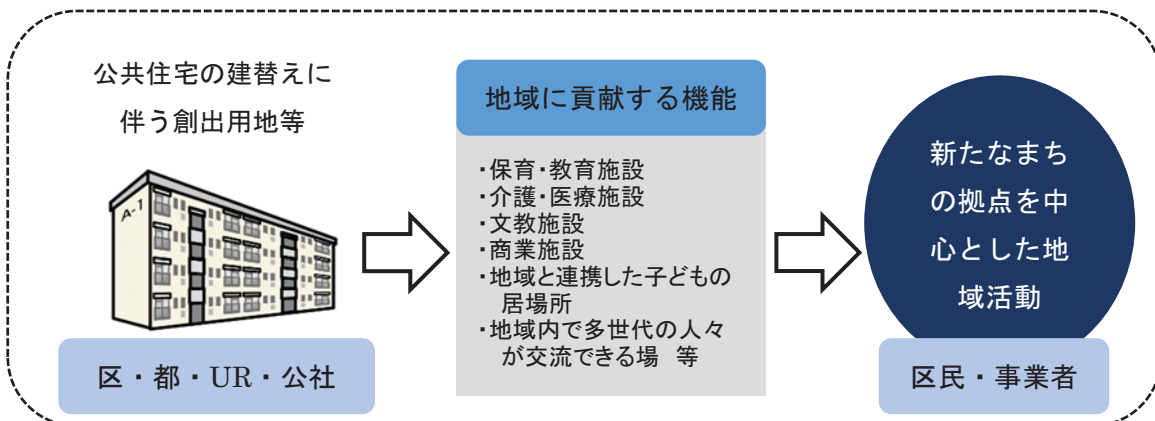 公共住宅の建替えに
伴う創出用地等
A-1
区・都・UR・公社
地域に貢献する機能
・保育・教育施設
・介護・医療施設
・文教施設
・商業施設
・地域と連携した子どもの
居場所
・地域内で多世代の人々
が交流できる場 等
新たなまち
の拠点を中
心とした地
域活動
区民・事業者